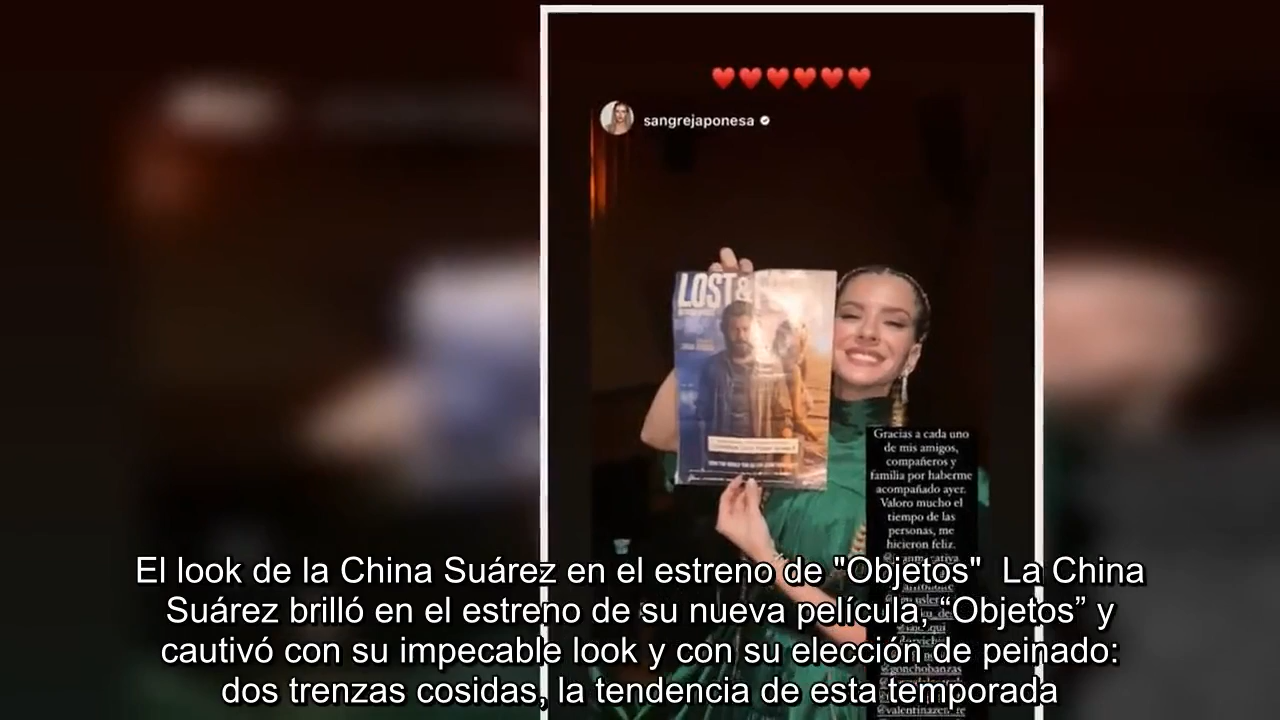 sangrejaponesa
LOST &
Gracias a cada uno
de mis amigos,
compañeros y
familia por haberme
acompañado ayer.
Valoro mucho el
tiempo de las
personas, me
hicieron feliz.
El look de la China Suárez en el estreno de "Objetos" La China
Suárez brilló en el estreno de su nueva película, “Objetos” y
cautivó con su impecable look y con su elección de peinado:
@gonchobanzas
dos trenzas cosidas, la tendencia de esta temporada